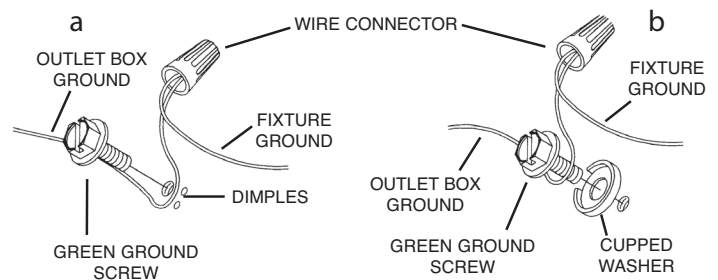 a
WIRE CONNECTOR
b
OUTLET BOX
GROUND
FIXTURE
GROUND
DIMPLES
GREEN GROUND
SCREW
FIXTURE
GROUND
OUTLET BOX
GROUND
GREEN GROUND
SCREW
CUPPED
WASHER